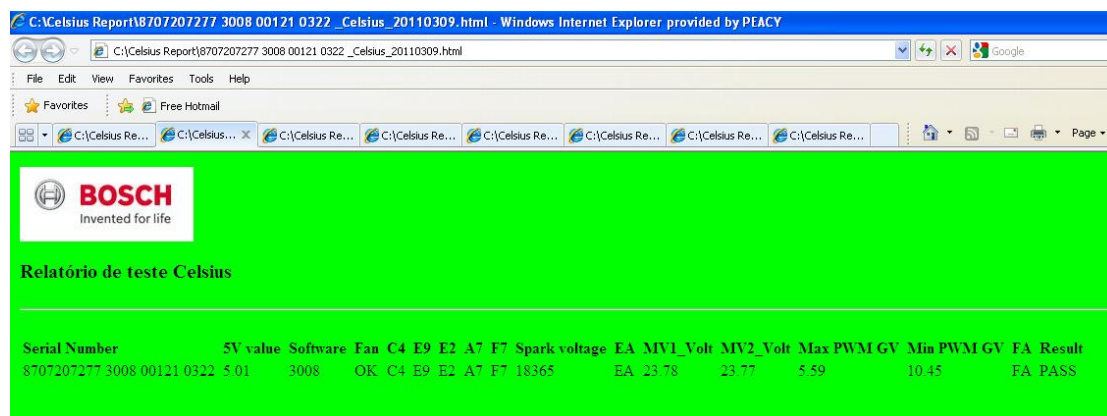 C:\Celsius Report\8707207277 3008 00121 0322 _Celsius_20110309.html - Windows Internet Explorer provided by PEACY
C:\Celsius Report\8707207277 3008 00121 0322 _Celsius_20110309.html Google
File Edit View Favorites Tools Help
Favorites Free Hotmail
C:\Celsius Re... C:\Celsius... C:\Celsius Re... C:\Celsius Re... C:\Celsius Re... C:\Celsius Re... C:\Celsius Re... C:\Celsius Re... Page
BOSCH
Invented for life
Relatório de teste Celsius
Serial Number 5V value Software Fan C4 E9 E2 A7 F7 Spark voltage EA MV1_Volt MV2_Volt Max PWM GV Min PWM GV FA Result
8707207277 3008 00121 0322 5.01 3008 OK C4 E9 E2 A7 F7 18365 EA 23.78 23.77 5.59 10.45 FA PASS